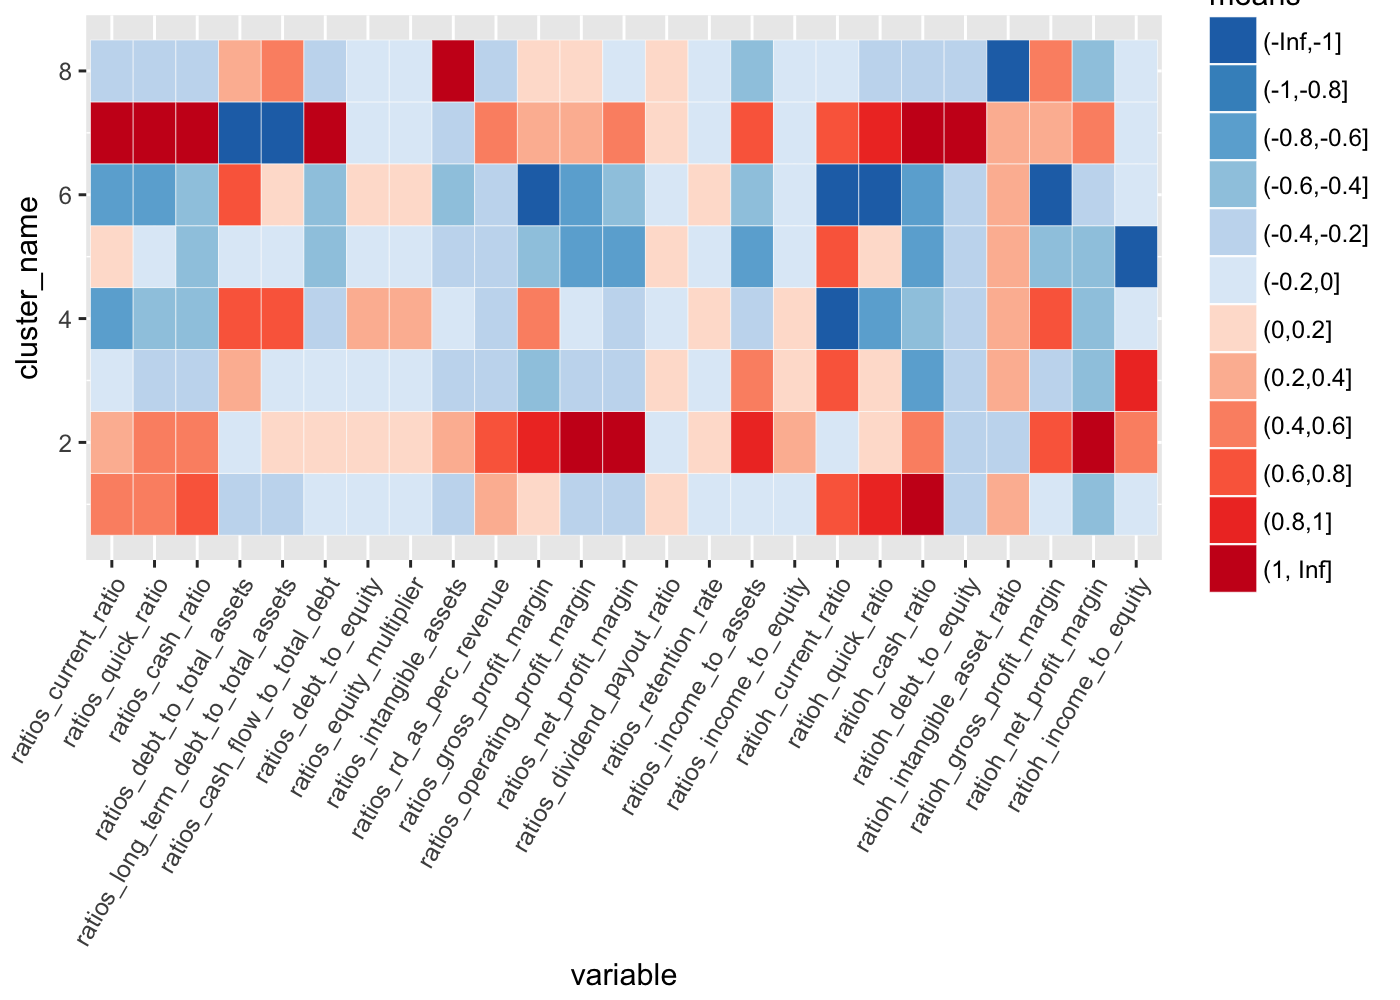 means
(-Inf,-1]
(-1,-0.8]
(-0.8,-0.6]
(-0.6,-0.4]
(-0.4,-0.2]
(-0.2,0]
(0,0.2]
(0.2,0.4]
(0.4,0.6]
(0.6,0.8]
(0.8,1]
(1, Inf]
cluster_name
8
6
4
2
ratios_current_ratio
ratios_quick_ratio
ratios_cash_ratio
ratios_debt_to_total_assets
ratios_long_term_debt_to_total_assets
ratios_cash_flow_to_total_debt
ratios_debt_to_equity
ratios_equity_multiplier
ratios_intangible_assets
ratios_rd_as_perc_revenue
ratios_gross_profit_margin
ratios_operating_profit_margin
ratios_net_profit_margin
ratios_dividend_payout_ratio
ratios_retention_rate
ratios_income_to_assets
ratios_income_to_equity
ratioh_current_ratio
ratioh_quick_ratio
ratioh_cash_ratio
ratioh_debt_to_equity
ratioh_intangible_asset_ratio
ratioh_gross_profit_margin
ratioh_net_profit_margin
ratioh_income_to_equity
variable